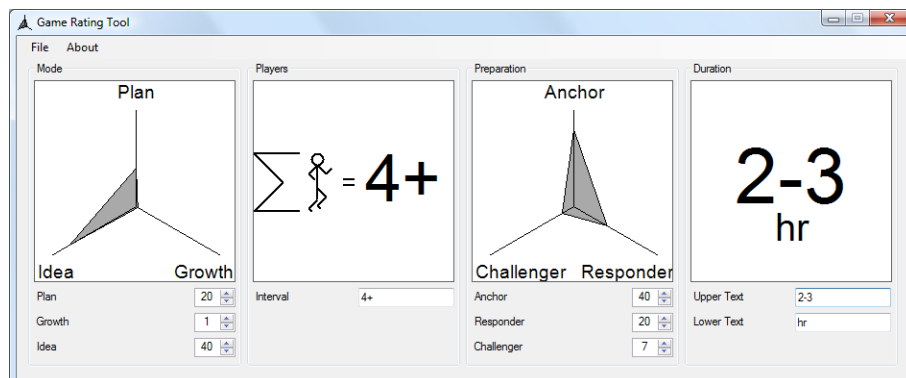 Game Rating Tool
File About
Mode
Plan
Idea Growth
Plan 20
Growth 1
Idea 40
Players
∑ = 4+
Interval 4+
Preparation
Anchor
Challenger Responder
Anchor 40
Responder 20
Challenger 7
Duration
2-3
hr
Upper Text 2-3
Lower Text hr